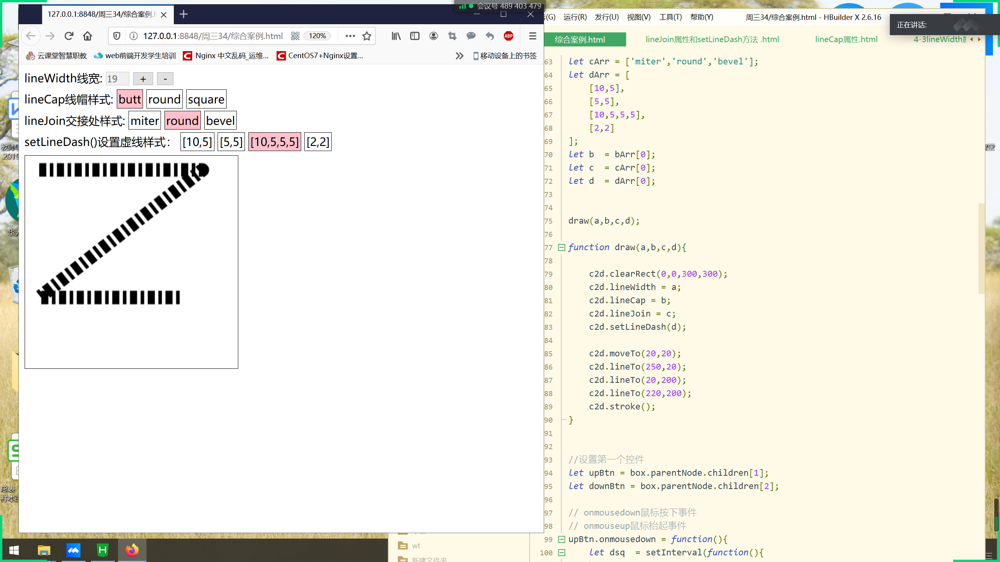 会议号 489 403 479
127.0.0.1:8848/周三34/综合案例.h
127.0.0.1:8848/周三34/综合案例.html
120%
ABP
云课堂智慧职教
web前端开发学生培训
Nginx 中文乱码_运维...
CentOS7+Nginx设置...
移动设备上的书签
lineWidth线宽: 19 + -
lineCap线帽样式: butt round square
lineJoin交接处样式: miter round bevel
setLineDash()设置虚线样式： [10,5] [5,5] [10,5,5,5] [2,2]
(G) 运行(R) 发行(U) 视图(V) 工具(T) 帮助(Y)
周三34/综合案例.html - HBuilder X 2.6.16
正在讲话:
综合案例.html
lineJoin属性和setLineDash方法 .html
lineCap属性.html
4-3lineWidth
63 let cArr = ['miter','round','bevel'];
64 let dArr = [
65 [10,5],
66 [5,5],
67 [10,5,5,5],
68 [2,2]
69 ];
70 let b  = bArr[0];
71 let c  = cArr[0];
72 let d  = dArr[0];
73
74
75 draw(a,b,c,d);
76
77 function draw(a,b,c,d){
78
79 c2d.clearRect(0,0,300,300);
80 c2d.lineWidth = a;
81 c2d.lineCap = b;
82 c2d.lineJoin = c;
83 c2d.setLineDash(d);
84
85 c2d.moveTo(20,20);
86 c2d.lineTo(250,20);
87 c2d.lineTo(20,200);
88 c2d.lineTo(220,200);
89 c2d.stroke();
90 }
91
92
93 //设置第一个控件
94 let upBtn = box.parentNode.children[1];
95 let downBtn = box.parentNode.children[2];
96
97 // onmousedown鼠标按下事件
98 // onmouseup鼠标抬起事件
99 upBtn.onmousedown = function(){
100 let dsq  = setInterval(function(){
教师
2019
总表
样本
课堂
wt
新建文件夹